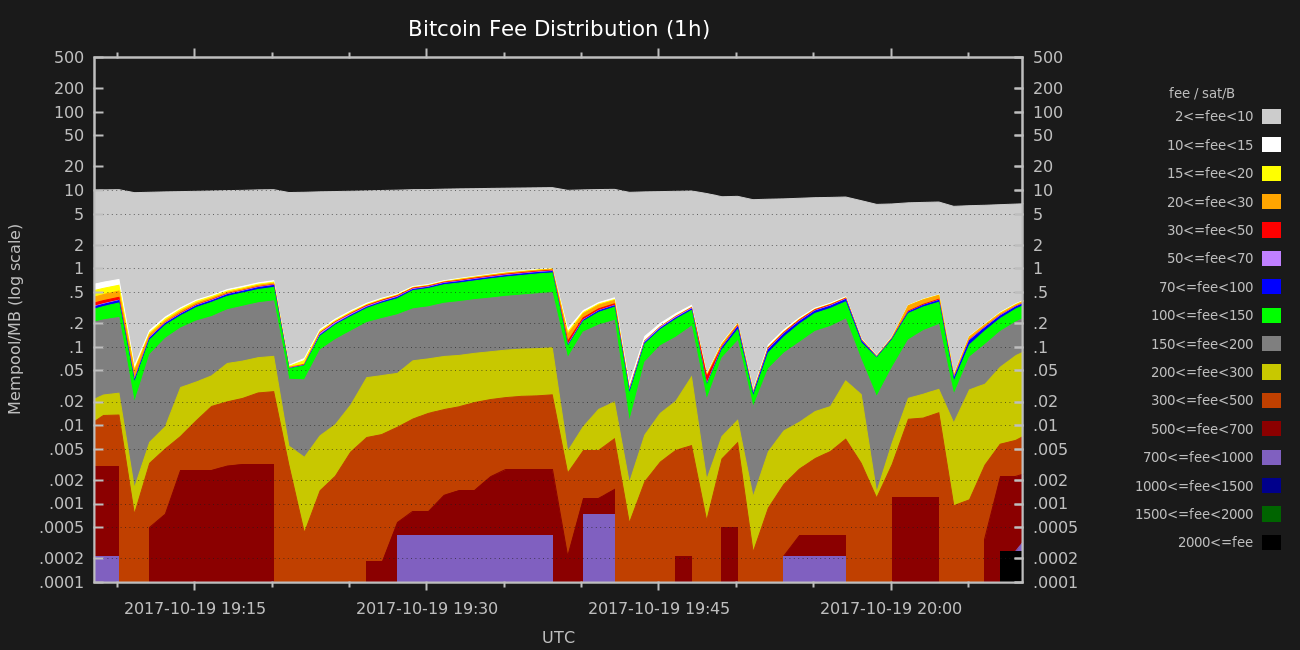 Bitcoin Fee Distribution (1h)
Mempool/MB (log scale)
500
200
100
50
20
10
5
2
1
.5
.2
.1
.05
.02
.01
.005
.002
.001
.0005
.0002
.0001
500
200
100
50
20
10
5
2
1
.5
.2
.1
.05
.02
.01
.005
.002
.001
.0005
.0002
.0001
2017-10-19 19:15
2017-10-19 19:30
2017-10-19 19:45
2017-10-19 20:00
UTC
fee / sat/B
2<=fee<10
10<=fee<15
15<=fee<20
20<=fee<30
30<=fee<50
50<=fee<70
70<=fee<100
100<=fee<150
150<=fee<200
200<=fee<300
300<=fee<500
500<=fee<700
700<=fee<1000
1000<=fee<1500
1500<=fee<2000
2000<=fee